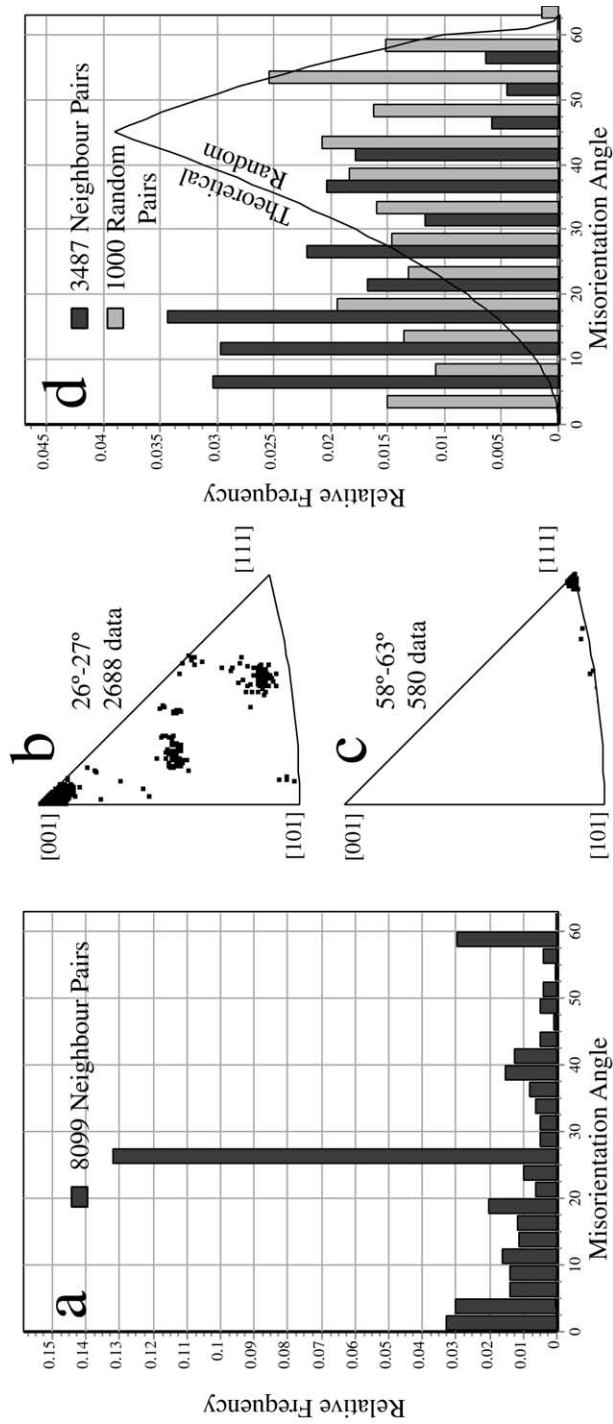 a
8099 Neighbour Pairs
Relative Frequency
0.15
0.14
0.13
0.12
0.11
0.1
0.09
0.08
0.07
0.06
0.05
0.04
0.03
0.02
0.01
0
0 10 20 30 40 50 60
Misorientation Angle
b
[001]
26º-27º
2688 data
[111]
[101]
c
[001]
58º-63º
580 data
[111]
[101]
d
3487 Neighbour Pairs
1000 Random
Pairs
Theoretical
Random
Relative Frequency
0.045
0.04
0.035
0.03
0.025
0.02
0.015
0.01
0.005
0
0 10 20 30 40 50 60
Misorientation Angle